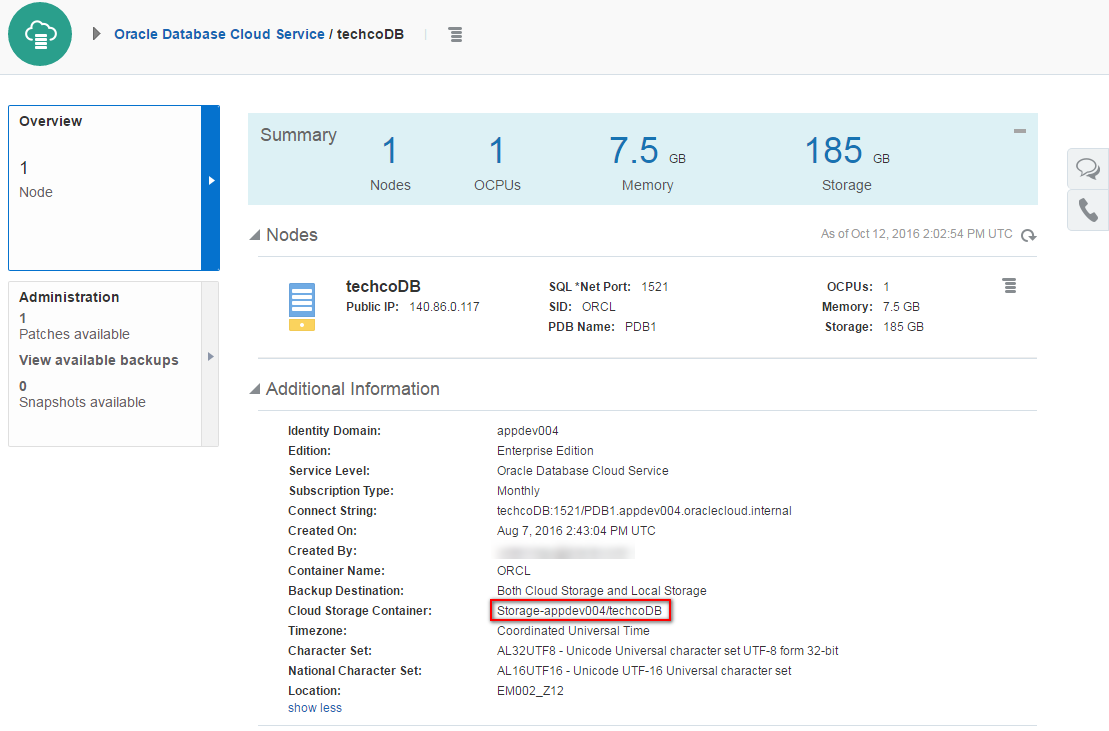 Oracle Database Cloud Service / techcoDB
Overview
1
Node
Administration
1
Patches available
View available backups
0
Snapshots available
Summary
1
Nodes
1
OCPUs
7.5 GB
Memory
185 GB
Storage
Nodes
As of Oct 12, 2016 2:02:54 PM UTC
techcoDB
Public IP: 140.86.0.117
SQL *Net Port: 1521
SID: ORCL
PDB Name: PDB1
OCPUs: 1
Memory: 7.5 GB
Storage: 185 GB
Additional Information
Identity Domain: appdev004
Edition: Enterprise Edition
Service Level: Oracle Database Cloud Service
Subscription Type: Monthly
Connect String: techcoDB:1521/PDB1.appdev004.oraclecloud.internal
Created On: Aug 7, 2016 2:43:04 PM UTC
Created By:
Container Name: ORCL
Backup Destination: Both Cloud Storage and Local Storage
Cloud Storage Container: Storage-appdev004/techcoDB
Timezone: Coordinated Universal Time
Character Set: AL32UTF8 - Unicode Universal character set UTF-8 form 32-bit
National Character Set: AL16UTF16 - Unicode UTF-16 Universal character set
Location: EM002_Z12
show less